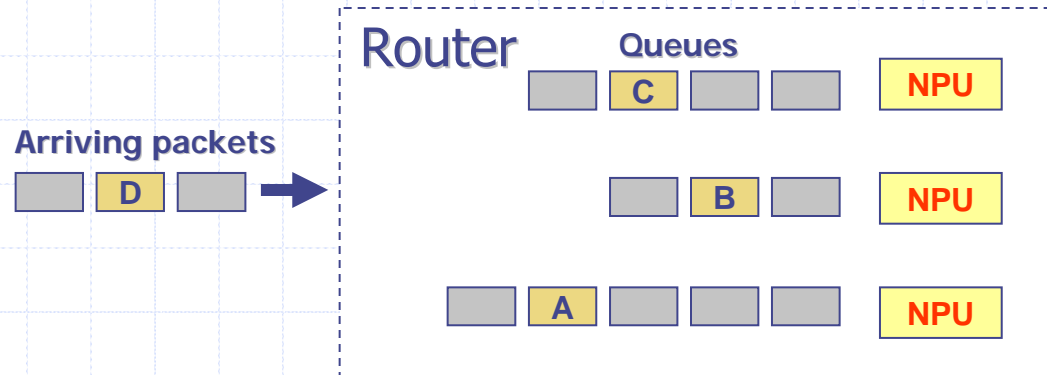 Router
Queues
C
NPU
Arriving packets
D
B
NPU
A
NPU